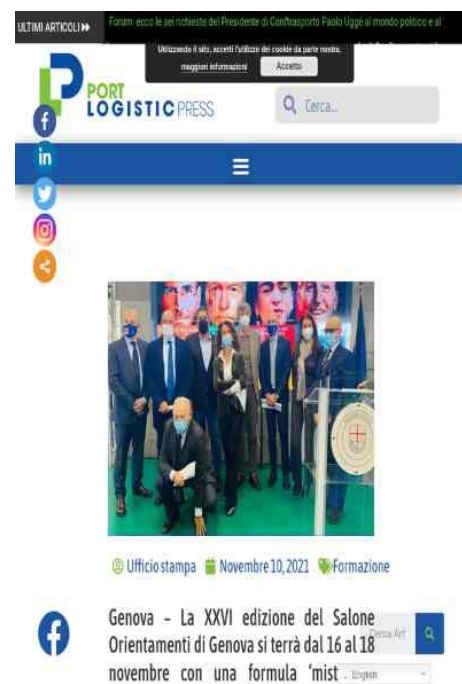 ULTIMI ARTICOLI
Forum: ecco le sei richieste del Presidente di Conftrasporto Paolo Uggè al mondo politico e al
Utilizzando il sito, accetti l'utilizzo dei cookie da parte nostra.
maggiori informazioni
Accetto
PORT
LOGISTIC PRESS
Cerca...
Ufficio stampa
Novembre 10, 2021
Formazione
Genova – La XXVI edizione del Salone
Orientamenti di Genova si terrà dal 16 al 18
novembre con una formula 'mist
Cerca Art
English